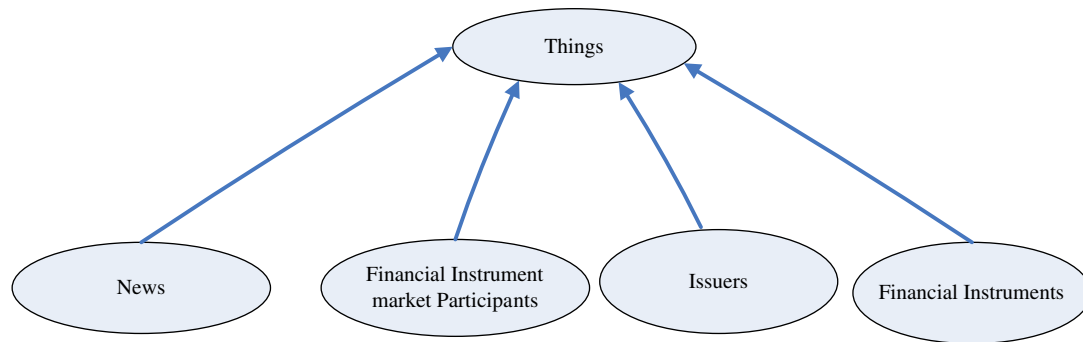 Things
News
Financial Instrument
market Participants
Issuers
Financial Instruments